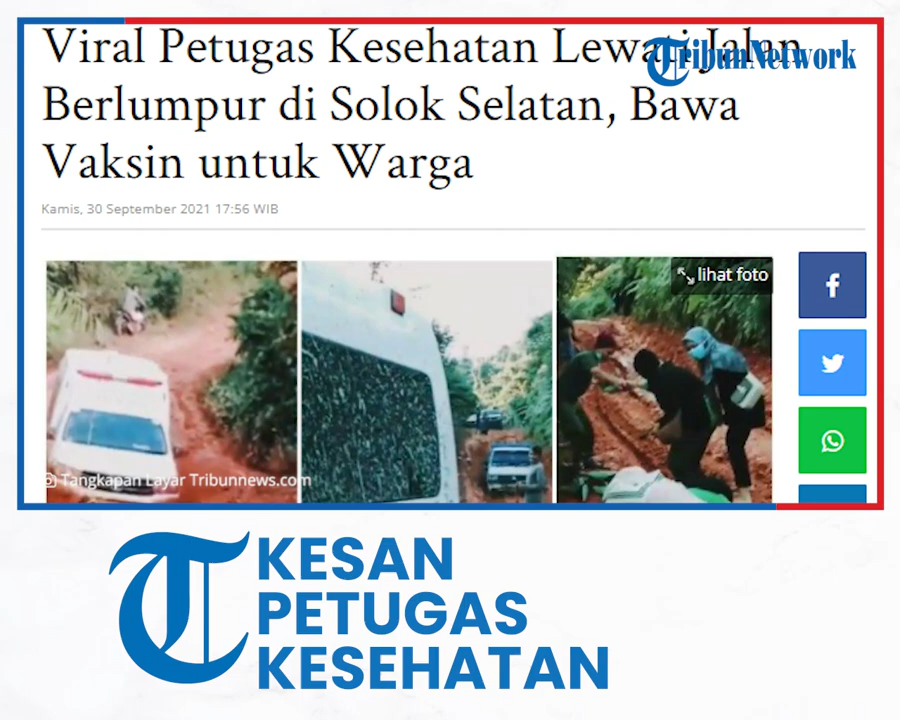 Viral Petugas Kesehatan Lewati Jalan
TribunNetwork
Berlumpur di Solok Selatan, Bawa
Vaksin untuk Warga
Kamis, 30 September 2021 17:56 WIB
lihat foto
Tangkapan Layar Tribunnews.com
T KESAN
PETUGAS
KESEHATAN